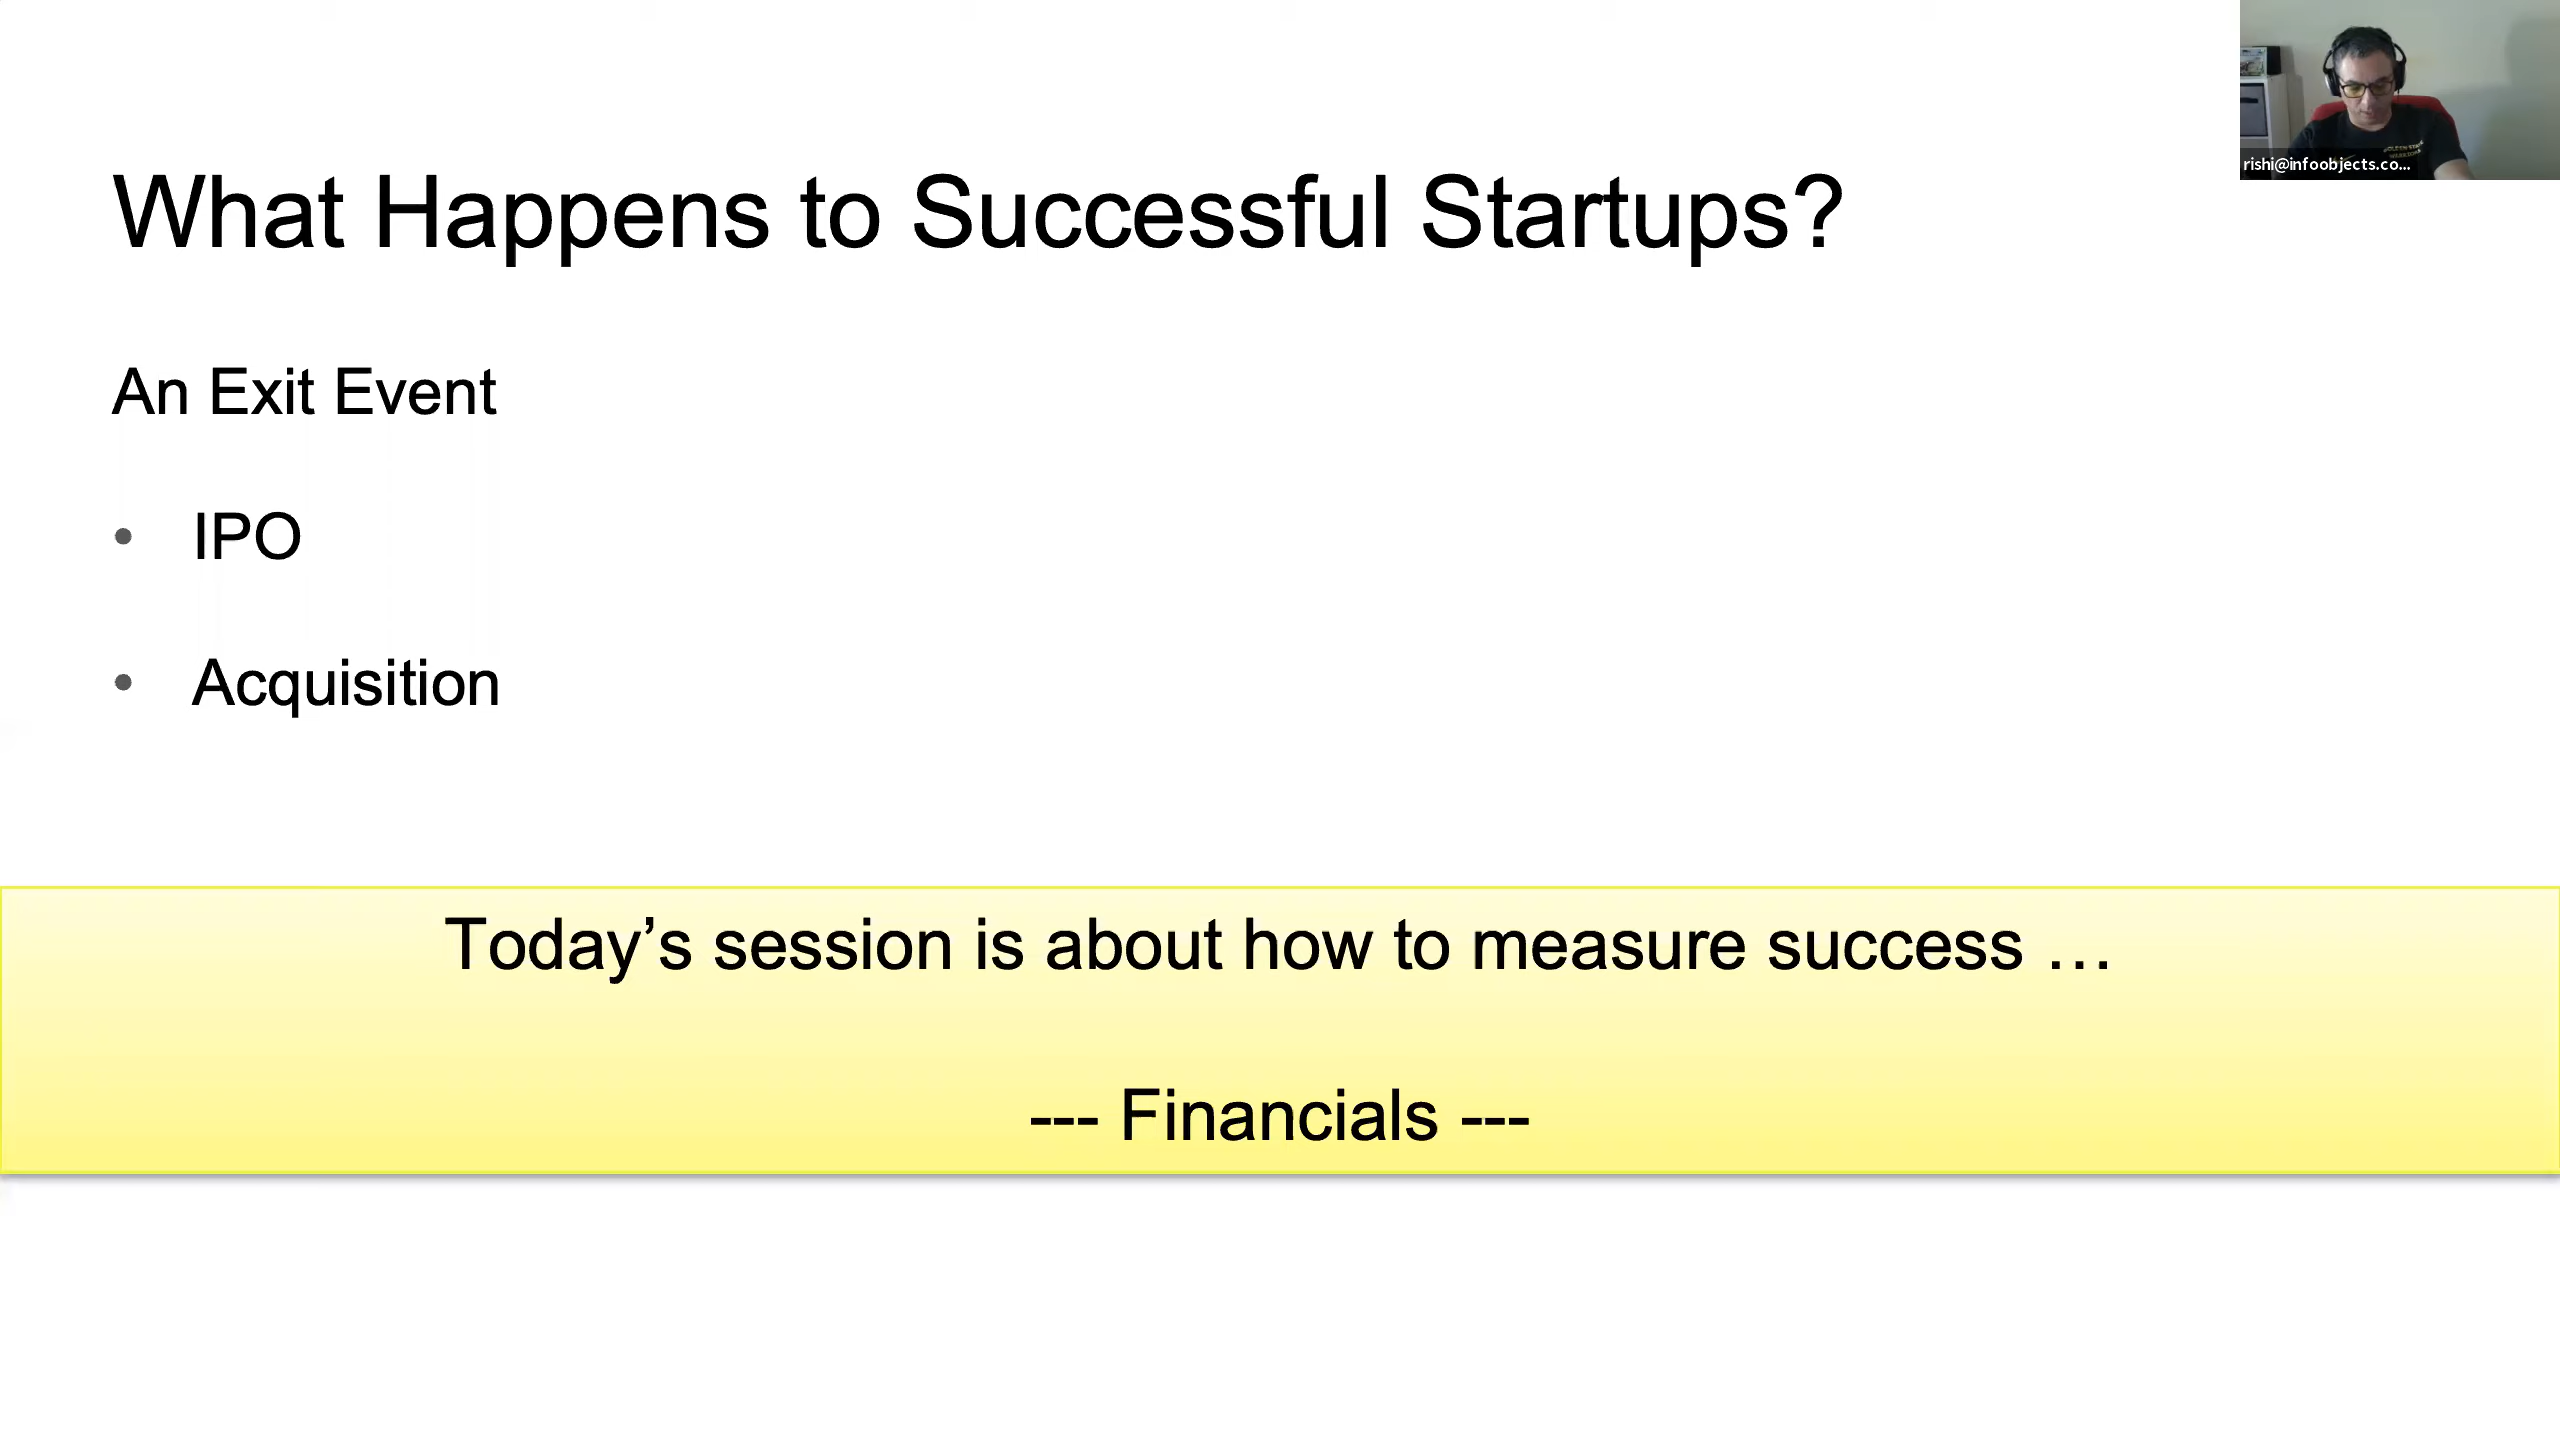 What Happens to Successful Startups?
rishi@infoobjects.co...
An Exit Event
• IPO
• Acquisition
Today’s session is about how to measure success …
--- Financials ---